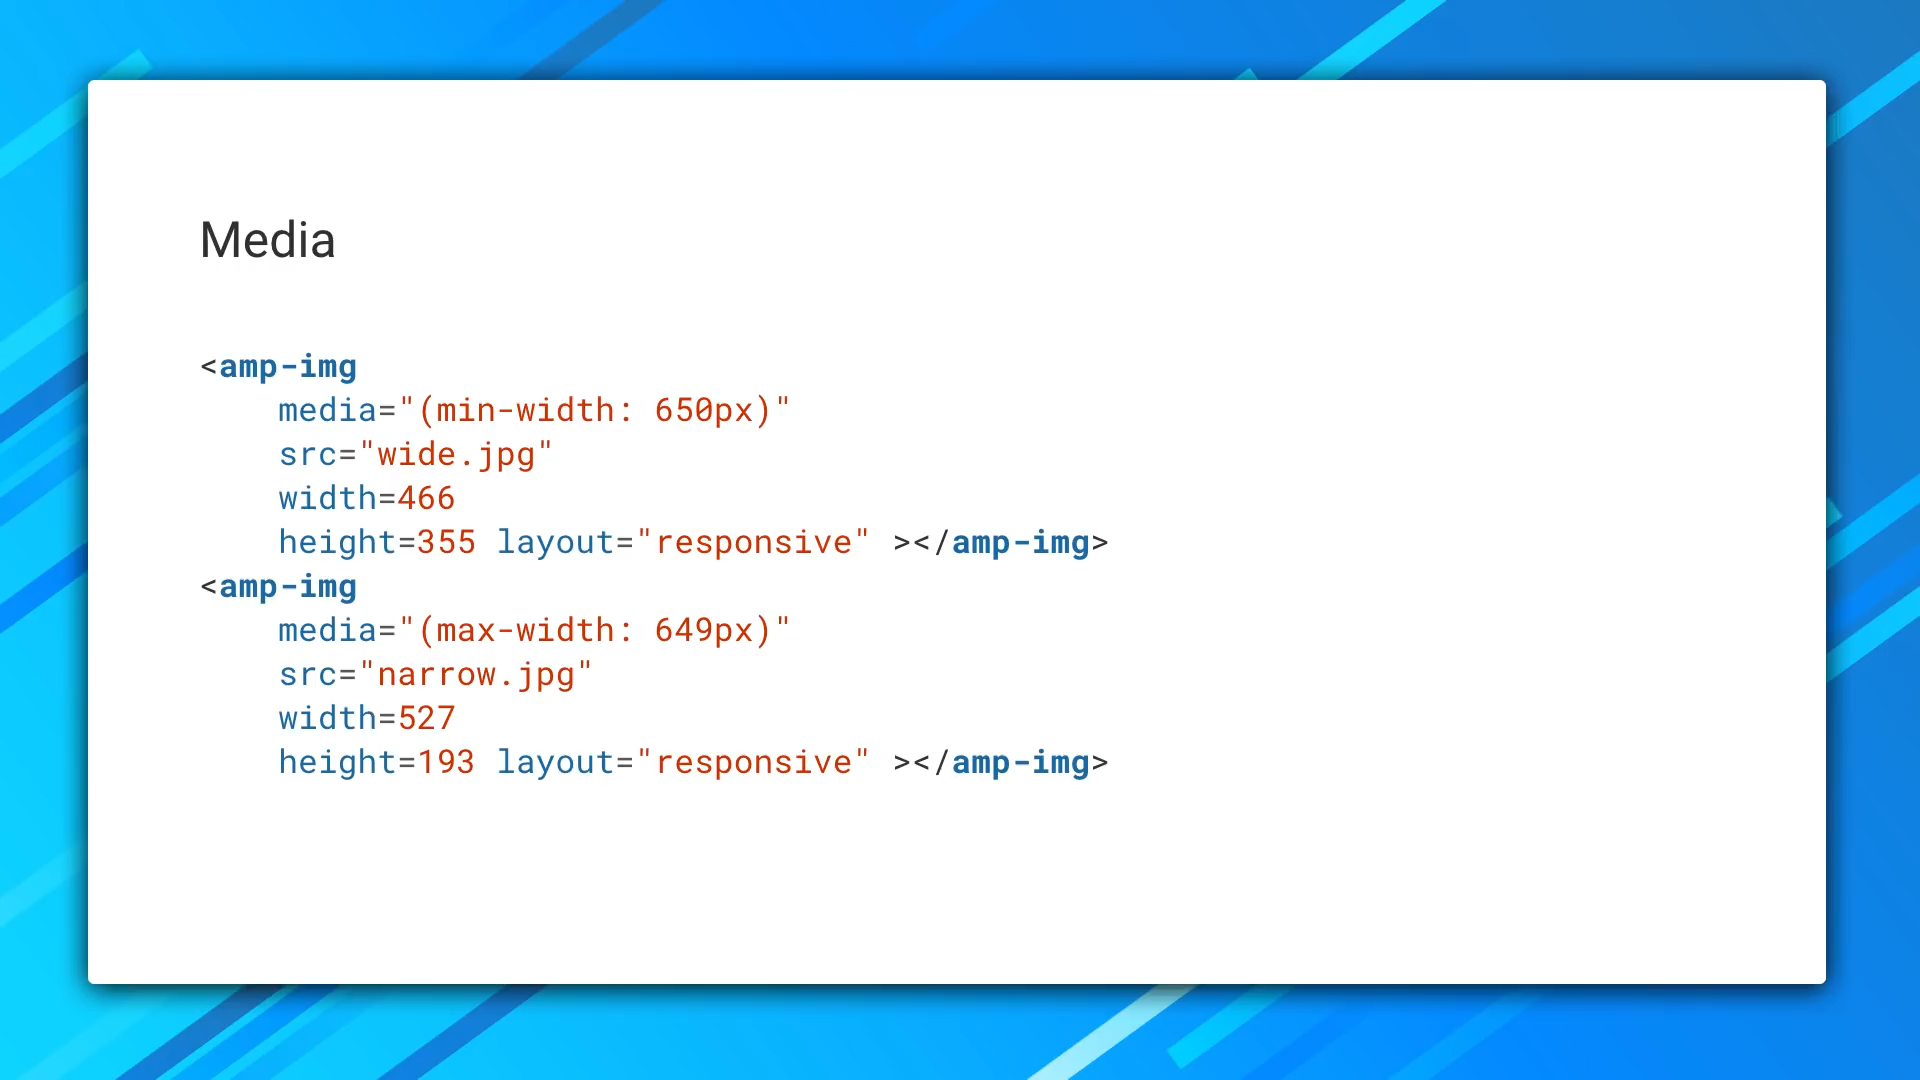 Media
<amp-img
media="(min-width: 650px)"
src="wide.jpg"
width=466
height=355 layout="responsive" ></amp-img>
<amp-img
media="(max-width: 649px)"
src="narrow.jpg"
width=527
height=193 layout="responsive" ></amp-img>